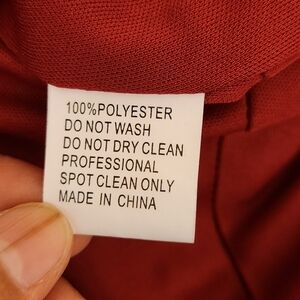 100%POLYESTER
DO NOT WASH
DO NOT DRY CLEAN
PROFESSIONAL
SPOT CLEAN ONLY
MADE IN CHINA